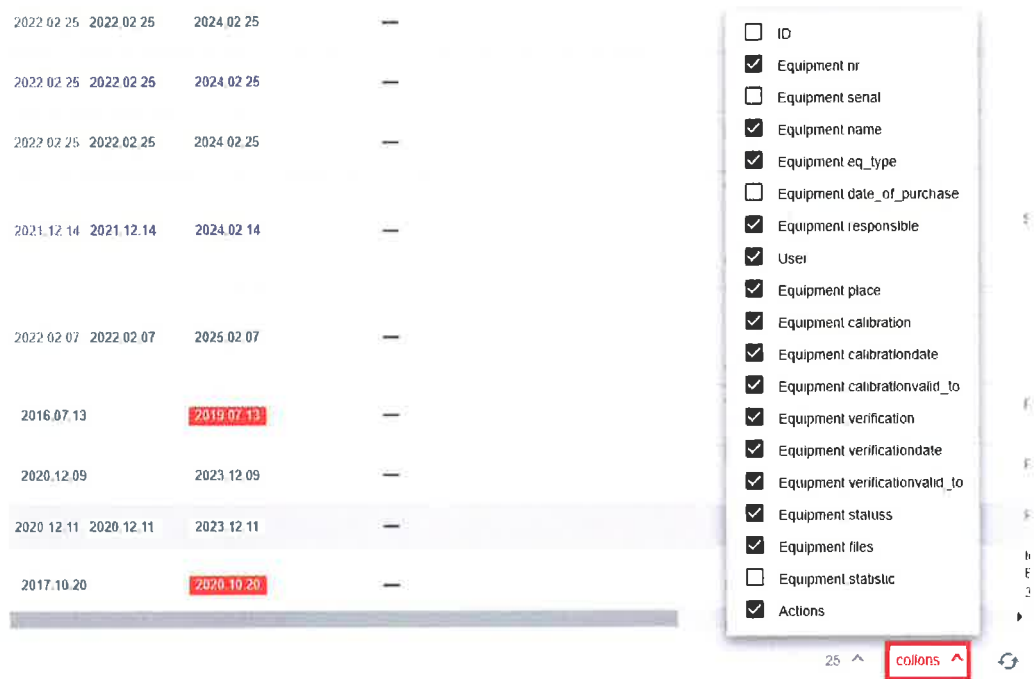 2022 02 25 2022 02 25 2024 02 25 —
2022 02 25 2022 02 25 2024 02 25 —
2022 02 25 2022 02 25 2024 02 25 —
2021.12.14 2021.12.14 2024.02 14 —
2022 02 07 2022 02 07 2025 02 07 —
2016.07.13 2019 07 13 —
2020.12.09 2023 12 09 —
2020 12.11 2020 12.11 2023 12 11 —
2017.10.20 2020.10.20 —
ID
Equipment nr
Equipment serial
Equipment name
Equipment eq_type
Equipment date_of_purchase
Equipment responsible
User
Equipment place
Equipment calibration
Equipment calibrationdate
Equipment calibrationvalid_to
Equipment verification
Equipment verificationdate
Equipment verificationvalid_to
Equipment statuss
Equipment files
Equipment statistic
Actions
25
collons